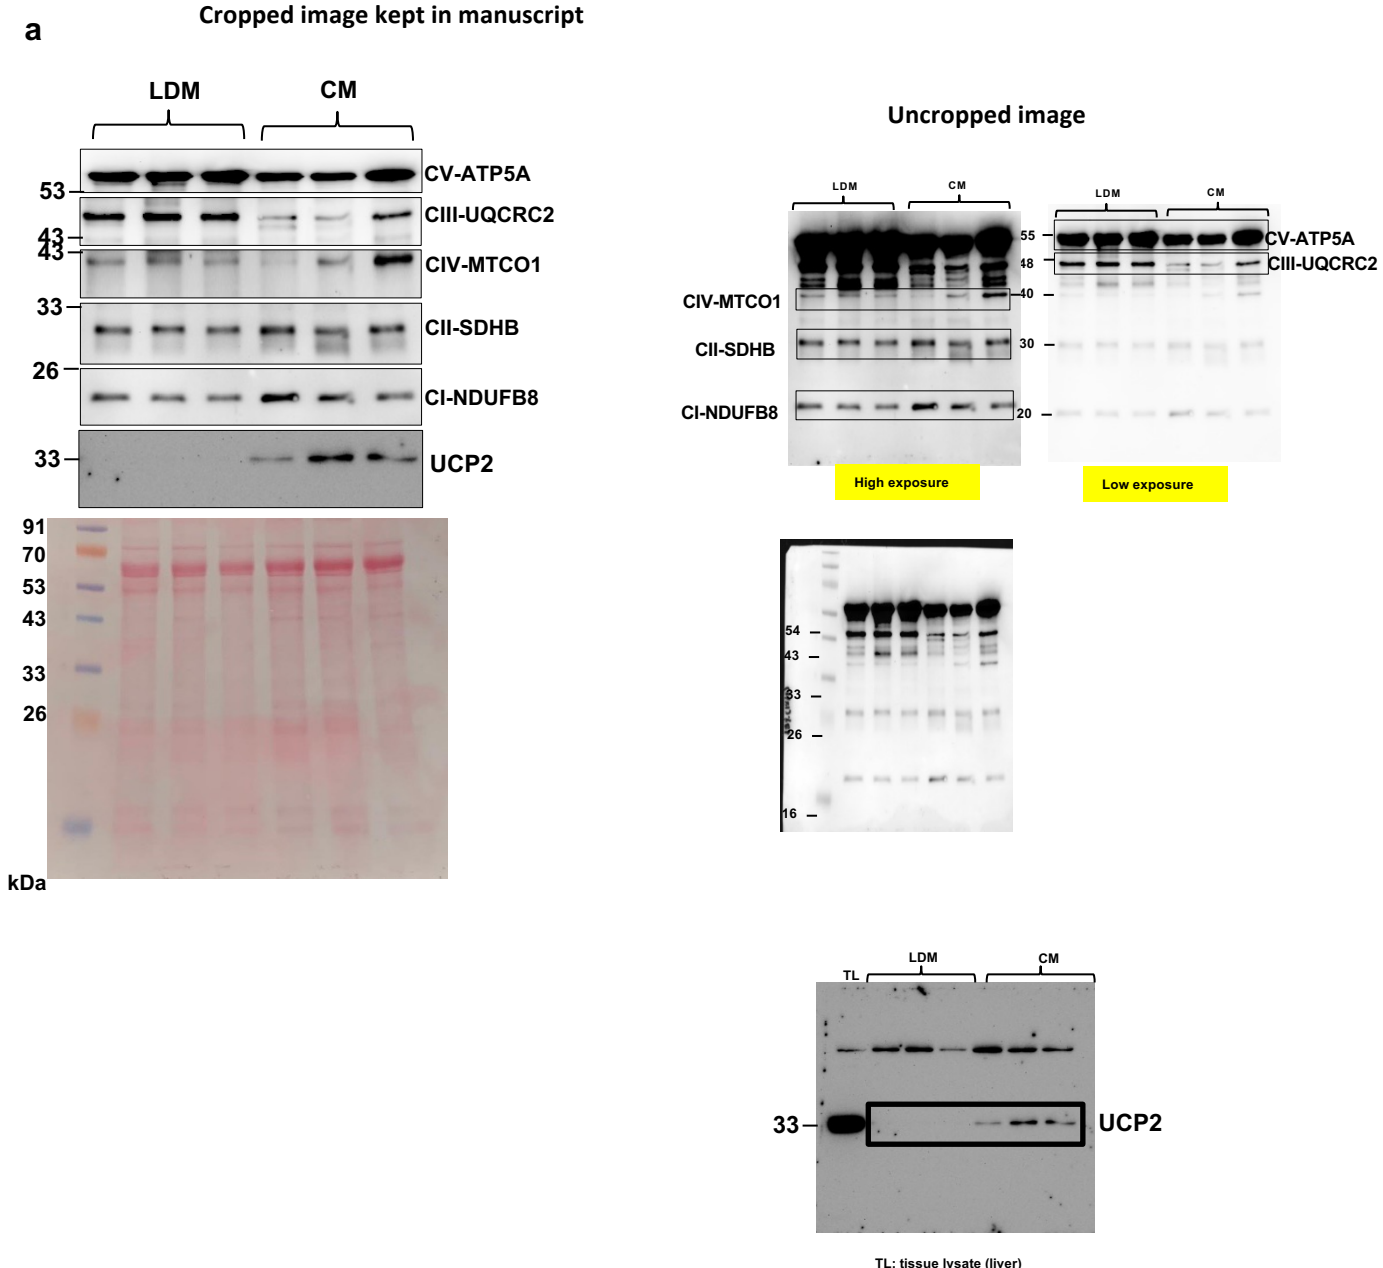 Cropped image kept in manuscript
a
LDM CM
CV-ATP5A
53
CIII-UQCRC2
43
43
CIV-MTCO1
33
CII-SDHB
26
CI-NDUFB8
33
UCP2
91
70
53
43
33
26
kDa
Uncropped image
LDM CM
LDM CM
55
CV-ATP5A
48
CIII-UQCRC2
CIV-MTCO1
40
CII-SDHB
30
CI-NDUFB8
20
High exposure
Low exposure
54
43
33
26
16
TL LDM CM
33
UCP2
TL: tissue lysate (liver)